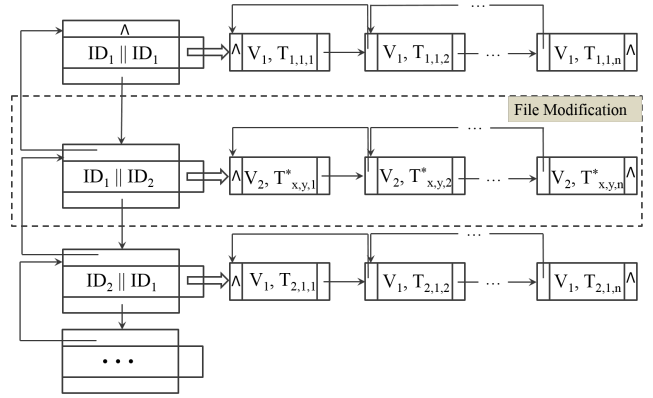 ...
Λ
ID₁ || ID₁ Λ V₁, T₁,₁,₁ V₁, T₁,₁,₂ ... V₁, T₁,₁,ₙ Λ
File Modification
...
ID₁ || ID₂ Λ V₂, T*ₓ,ᵧ,₁ V₂, T*ₓ,ᵧ,₂ ... V₂, T*ₓ,ᵧ,ₙ Λ
...
ID₂ || ID₁ Λ V₁, T₂,₁,₁ V₁, T₂,₁,₂ ... V₁, T₂,₁,ₙ Λ
...